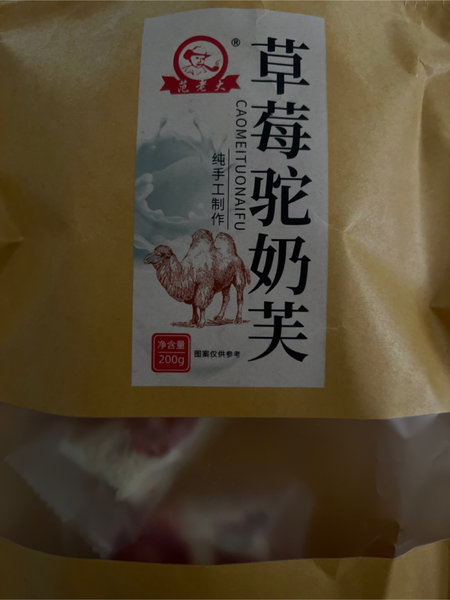 范老大
®
草莓驼奶芙
CAOMEITUONAIFU
纯手工制作
净含量
200g
图案仅供参考